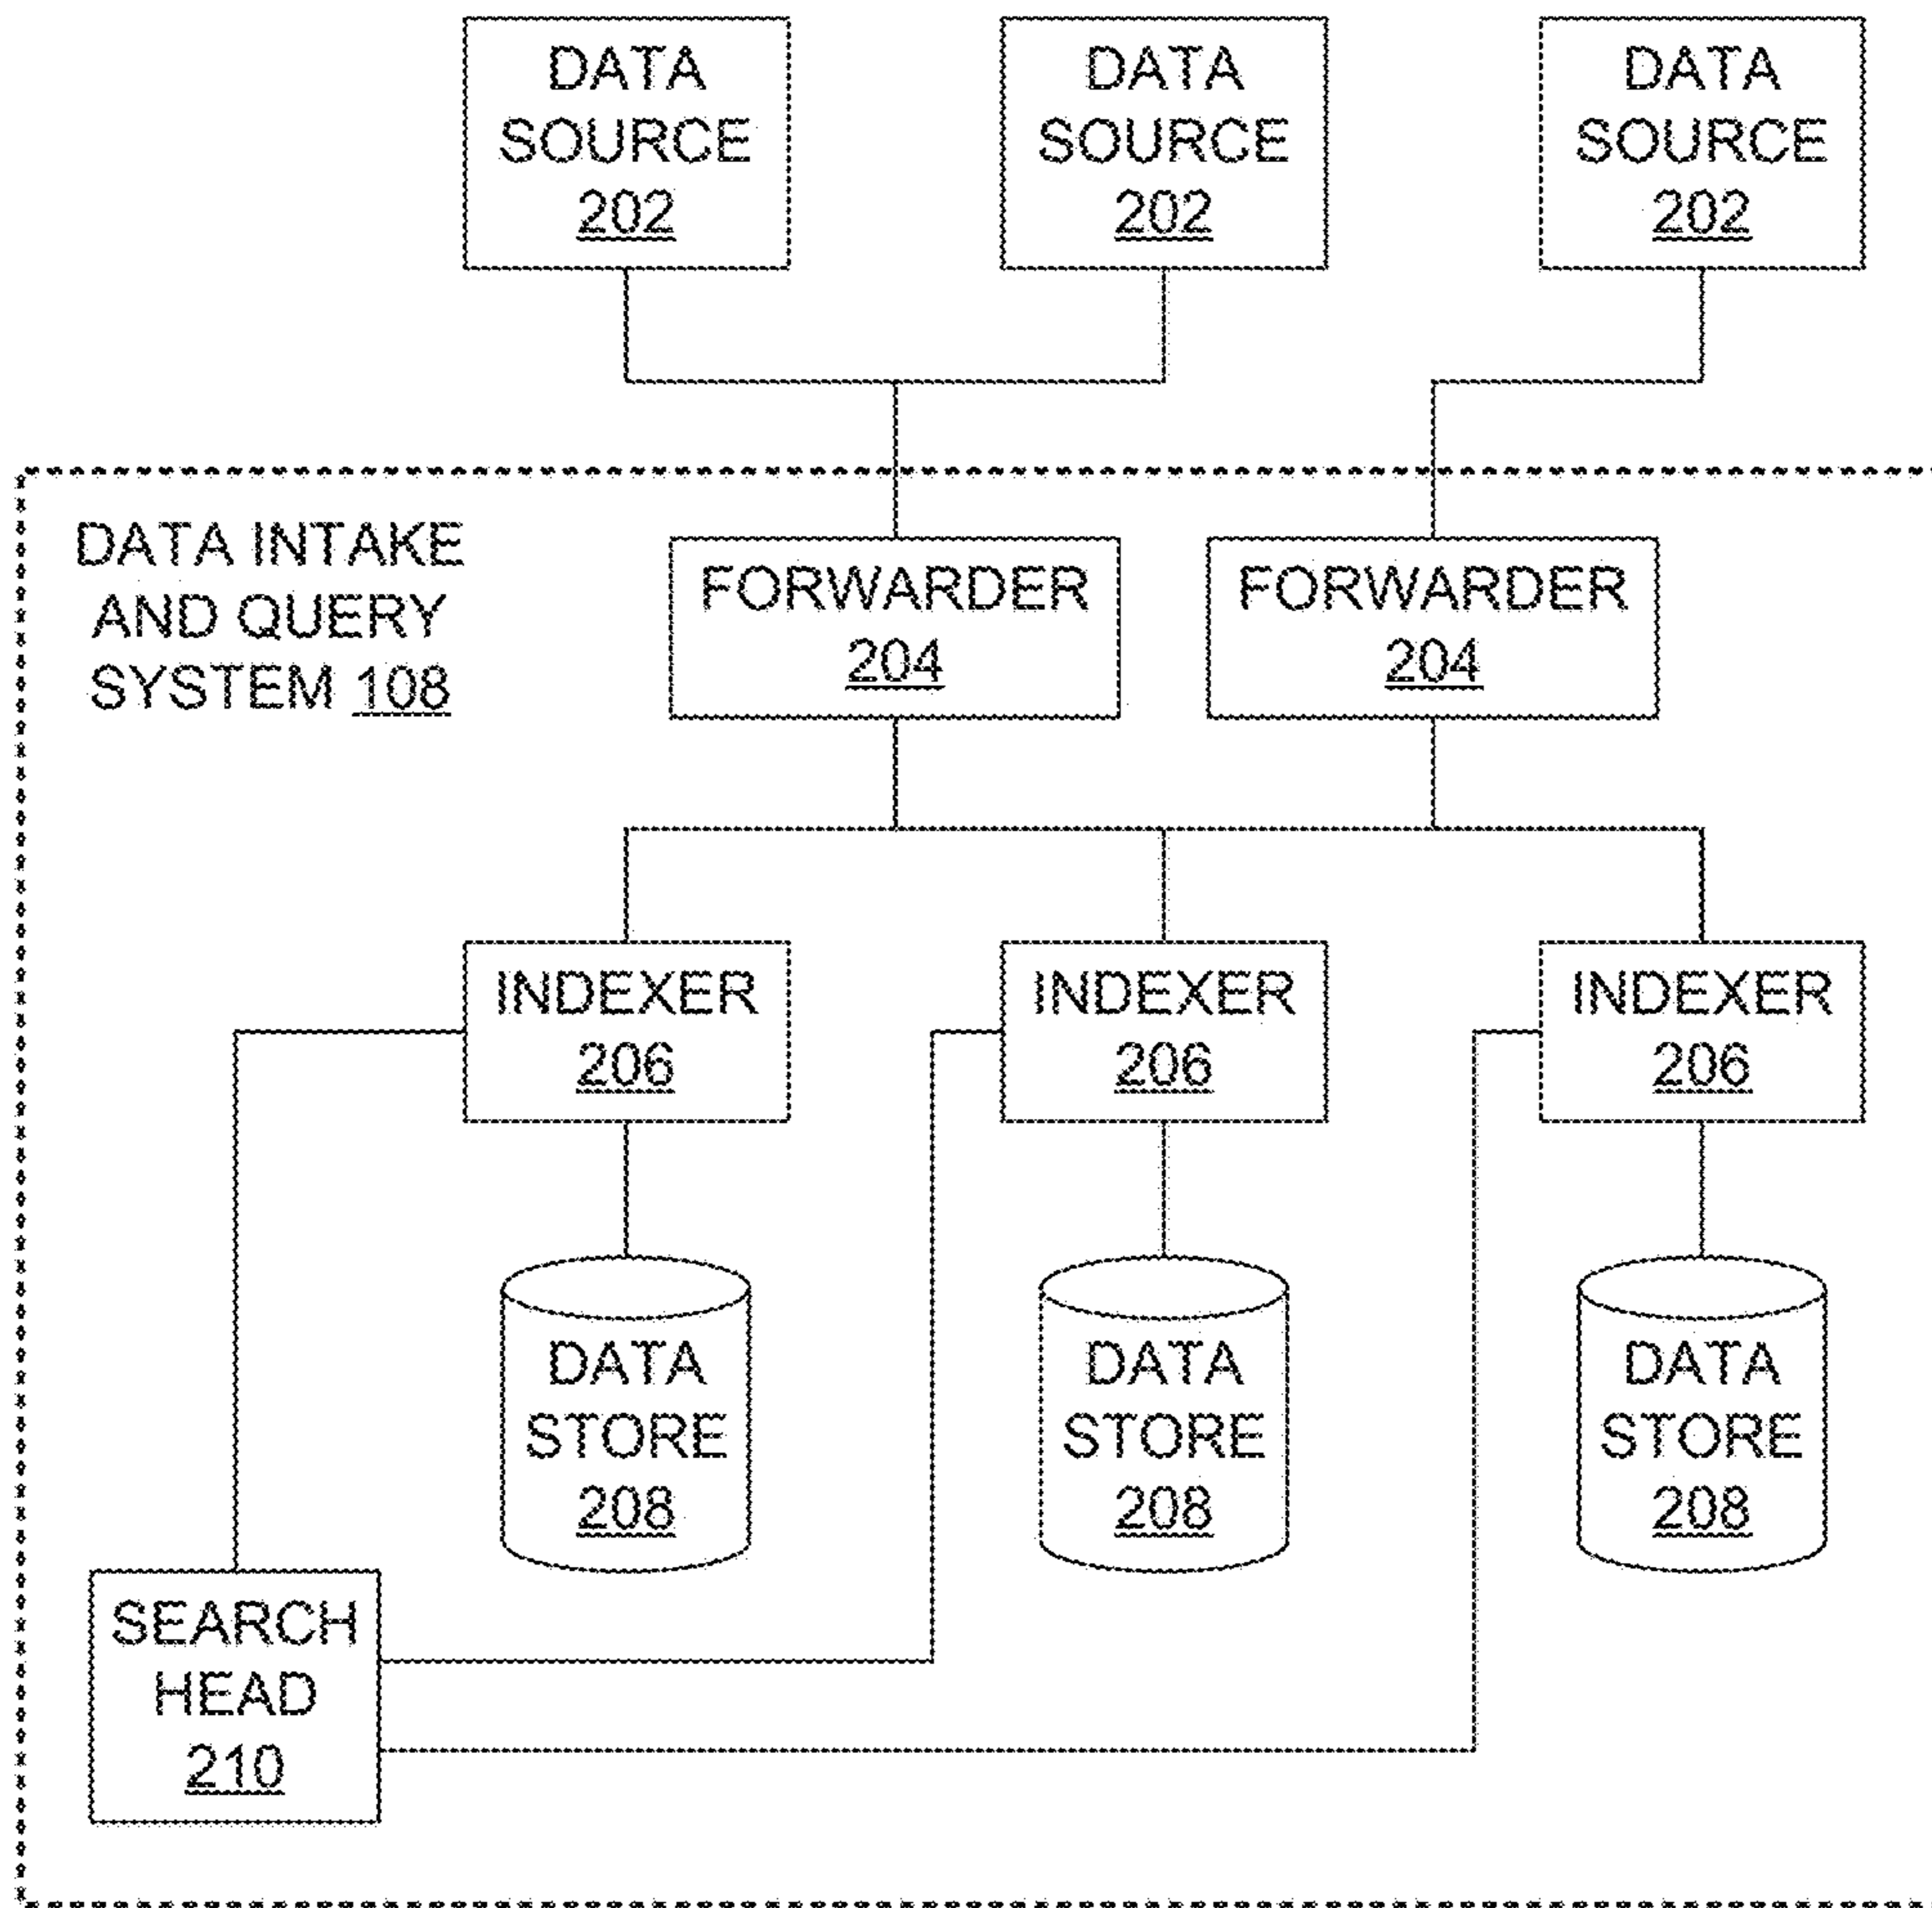 DATA
SOURCE
202
DATA
SOURCE
202
DATA
SOURCE
202
DATA INTAKE
AND QUERY
SYSTEM 108
FORWARDER
204
FORWARDER
204
INDEXER
206
INDEXER
206
INDEXER
206
DATA
STORE
208
DATA
STORE
208
DATA
STORE
208
SEARCH
HEAD
210